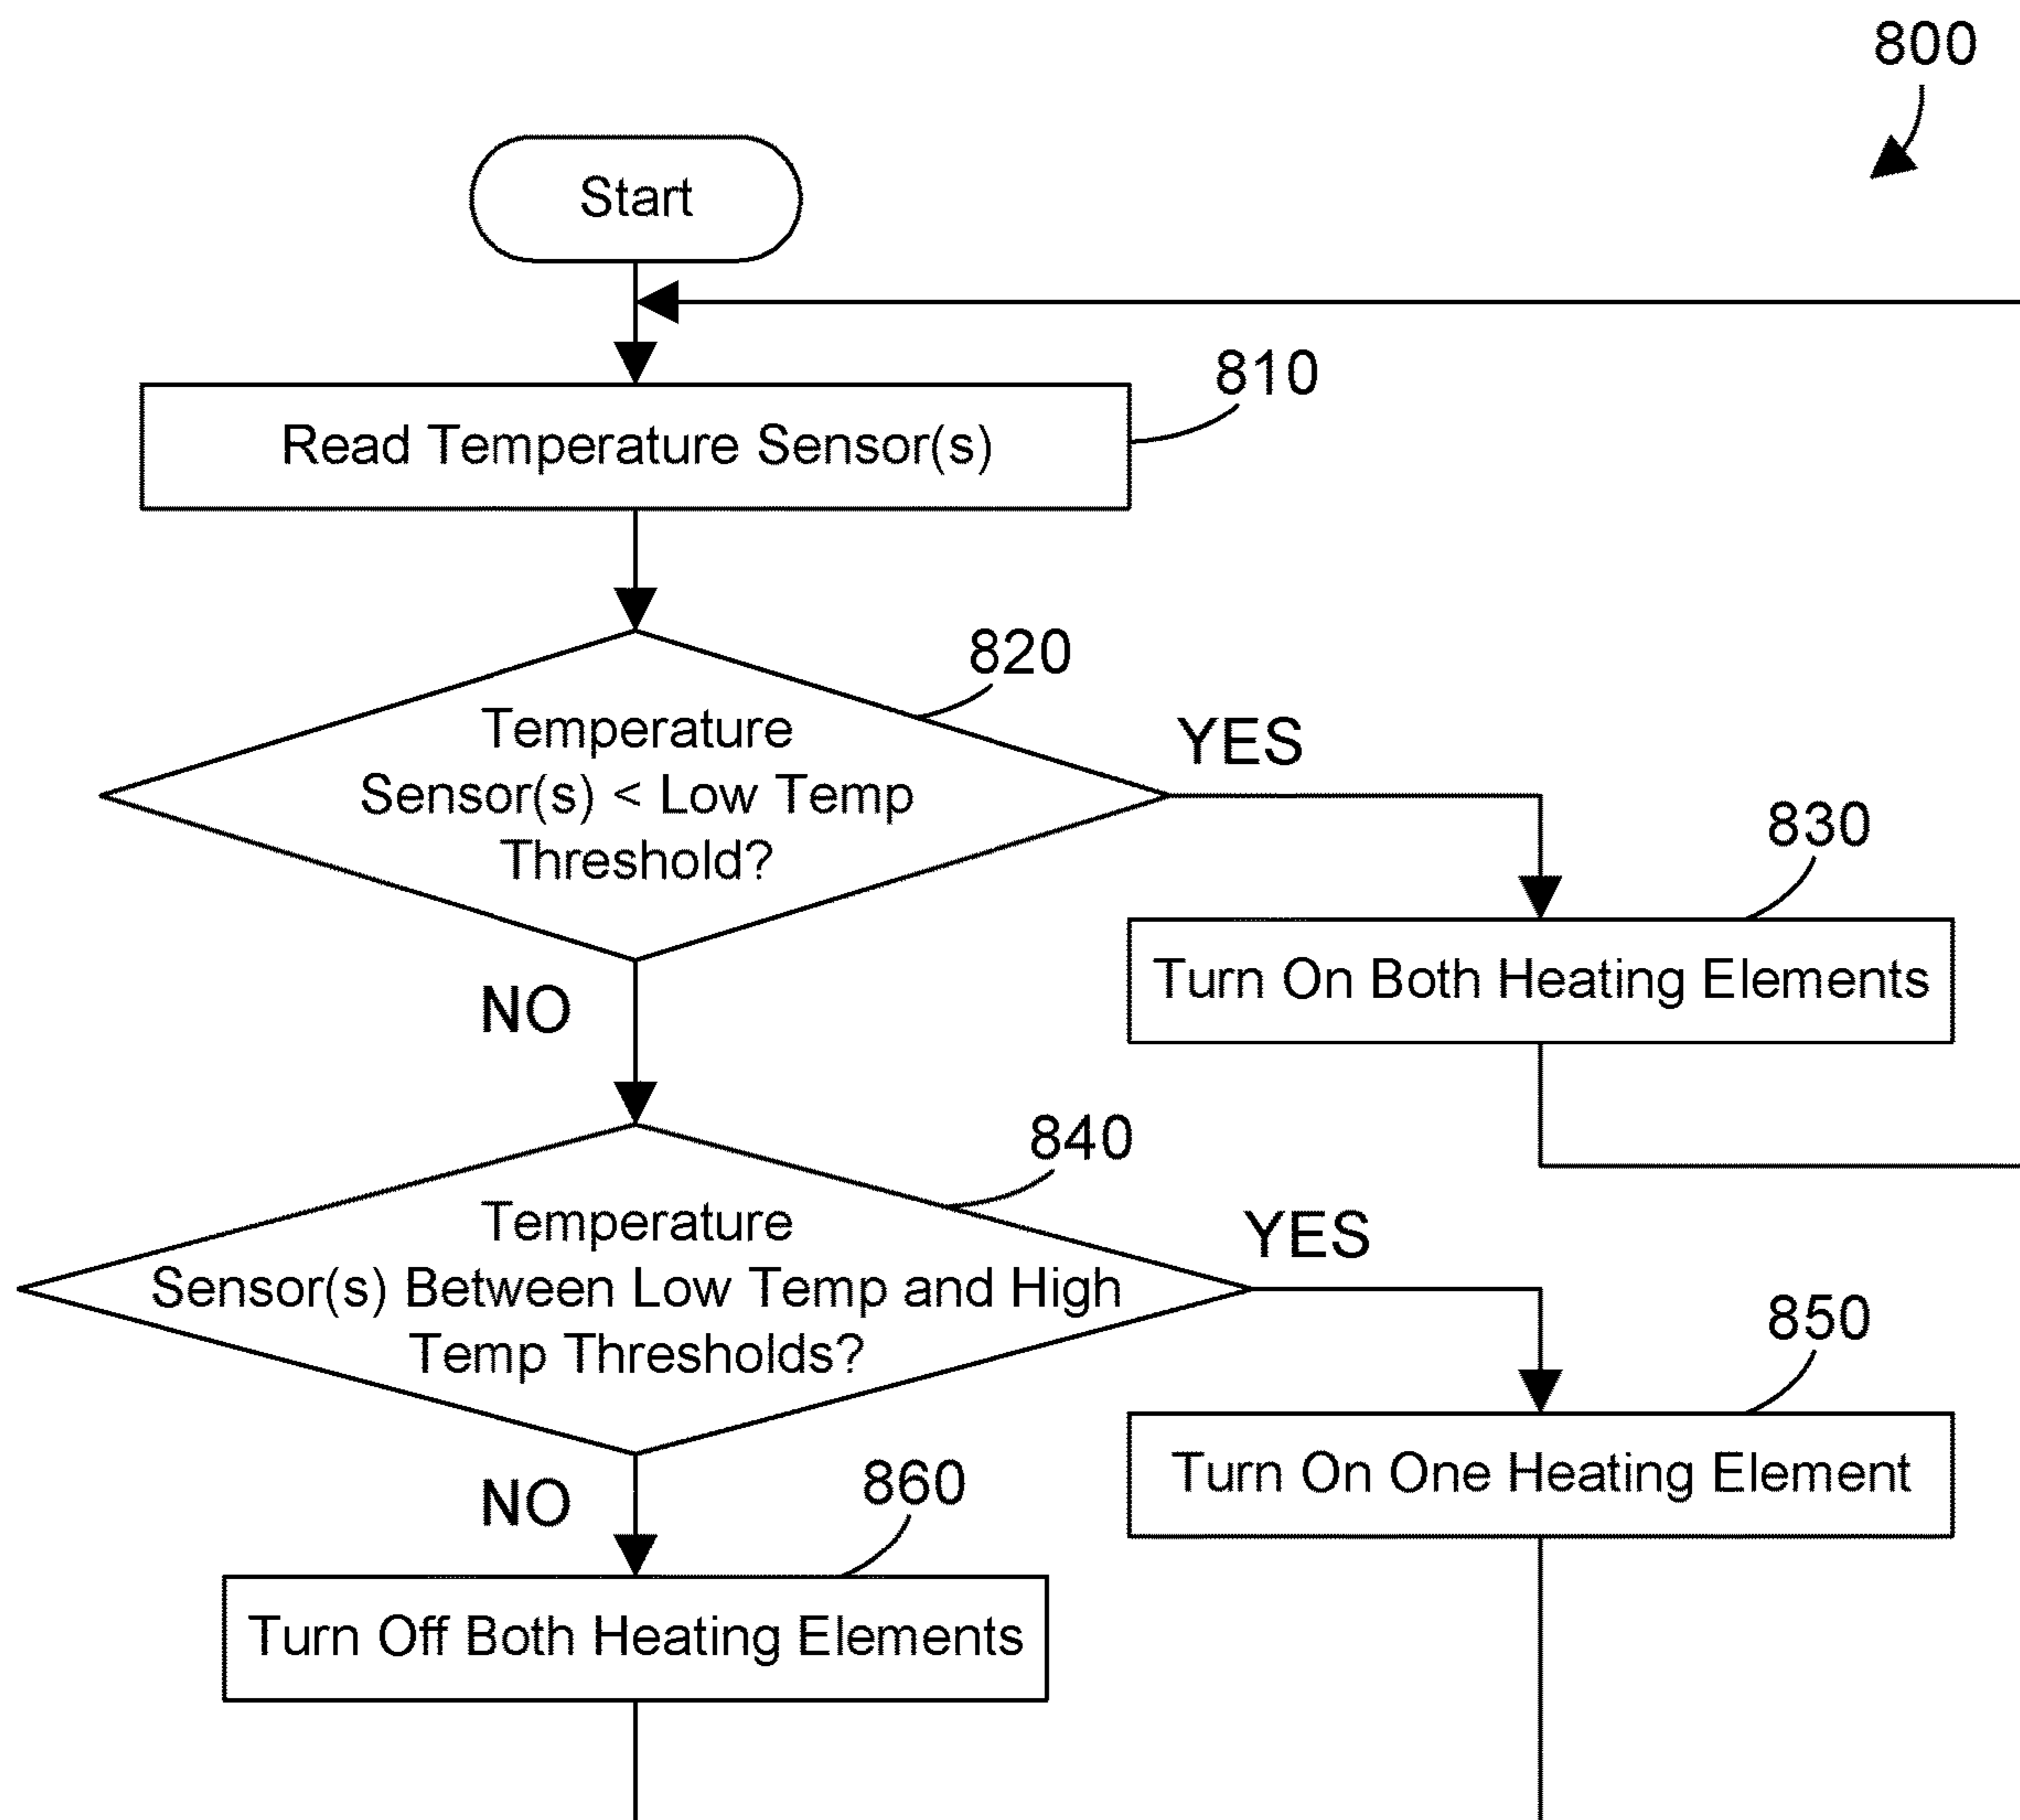 800
Start
810
Read Temperature Sensor(s)
820
Temperature
Sensor(s) < Low Temp
Threshold?
YES
830
Turn On Both Heating Elements
NO
840
Temperature
Sensor(s) Between Low Temp and High
Temp Thresholds?
YES
850
Turn On One Heating Element
NO
860
Turn Off Both Heating Elements